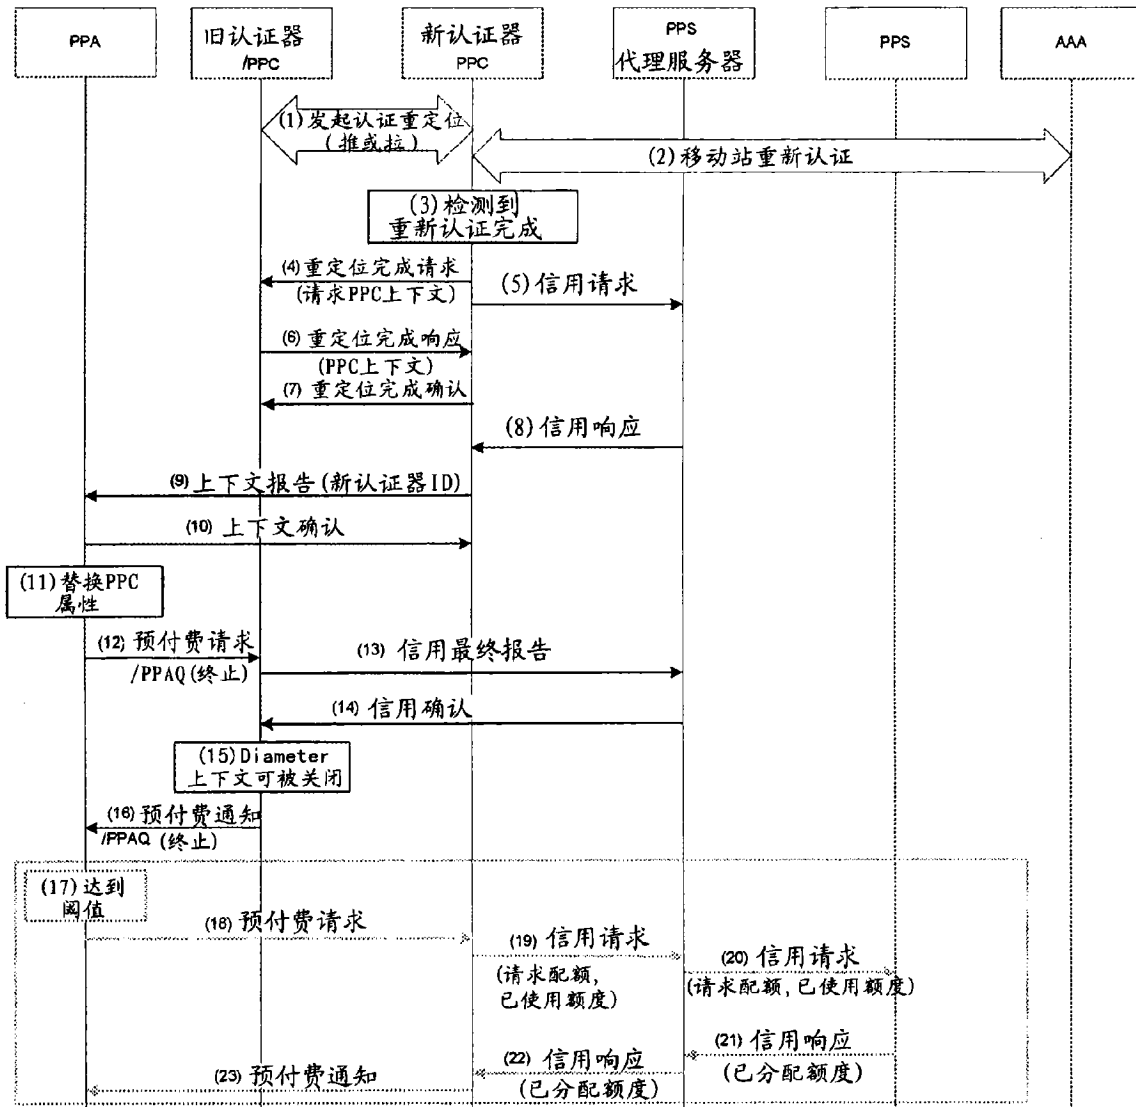 PPA
旧认证器
/PPC
新认证器
PPC
PPS
代理服务器
PPS
AAA
(1)发起认证重定位
(推或拉)
(2)移动站重新认证
(3)检测到
重新认证完成
(4)重定位完成请求
(请求PPC上下文)
(5)信用请求
(6)重定位完成响应
(PPC上下文)
(7)重定位完成确认
(8)信用响应
(9)上下文报告(新认证器ID)
(10)上下文确认
(11)替换PPC
属性
(12)预付费请求
/PPAQ(终止)
(13)信用最终报告
(14)信用确认
(15)Diameter
上下文可被关闭
(16)预付费通知
/PPAQ (终止)
(17)达到
阈值
(18)预付费请求
(19)信用请求
(请求配额,
已使用额度)
(20)信用请求
(请求配额,已使用额度)
(21)信用响应
(已分配额度)
(22)信用响应
(已分配额度)
(23)预付费通知